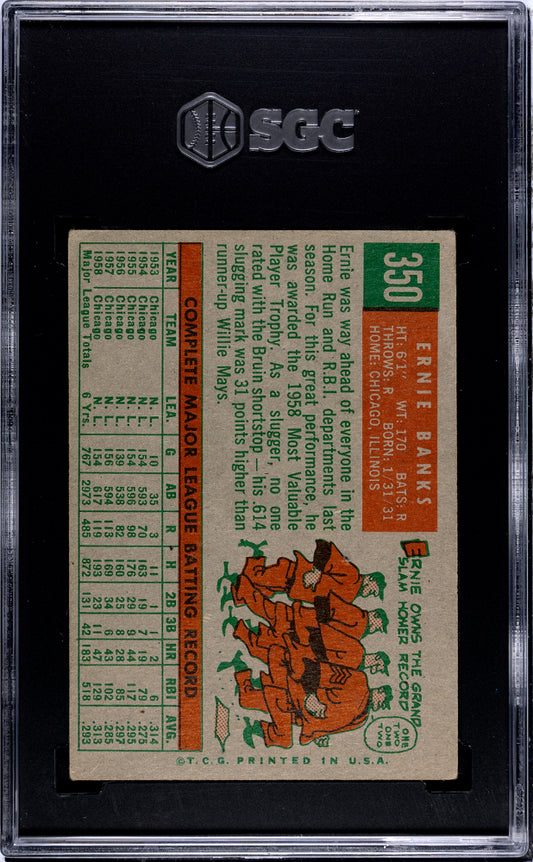 SGC
350
ERNIE BANKS
HT: 6'1" WT: 170 BATS: R
THROWS: R BORN: 1/31/31
HOME: CHICAGO, ILLINOIS
Ernie was way ahead of everyone in the
Home Run and R.B.I. departments last
season. For this great performance, he
was awarded the 1958 Most Valuable
Player Trophy. As a slugger, no one
rated with the Bruin shortstop—his .614
slugging mark was 31 points higher than
runner-up Willie Mays.
ERNIE OWNS THE GRAND
SLAM HOMER RECORD
ONE
TWO
ONE
TWO
COMPLETE MAJOR LEAGUE BATTING RECORD
YEAR TEAM LEA G AB R H 2B 3B HR RBI AVG.
1953 Chicago N. L. 10 35 3 11 1 1 2 6 .314
1954 Chicago N. L. 154 593 70 163 19 7 19 79 .275
1955 Chicago N. L. 154 596 98 176 29 9 44 117 .295
1956 Chicago N. L. 139 538 82 160 25 8 28 85 .297
1957 Chicago N. L. 156 594 113 169 34 6 43 102 .285
1958 Chicago N. L. 154 617 119 193 23 11 47 129 .313
Major League Totals 6 Yrs. 767 2973 485 872 131 42 183 518 .293
©T.C.G. PRINTED IN U.S.A.